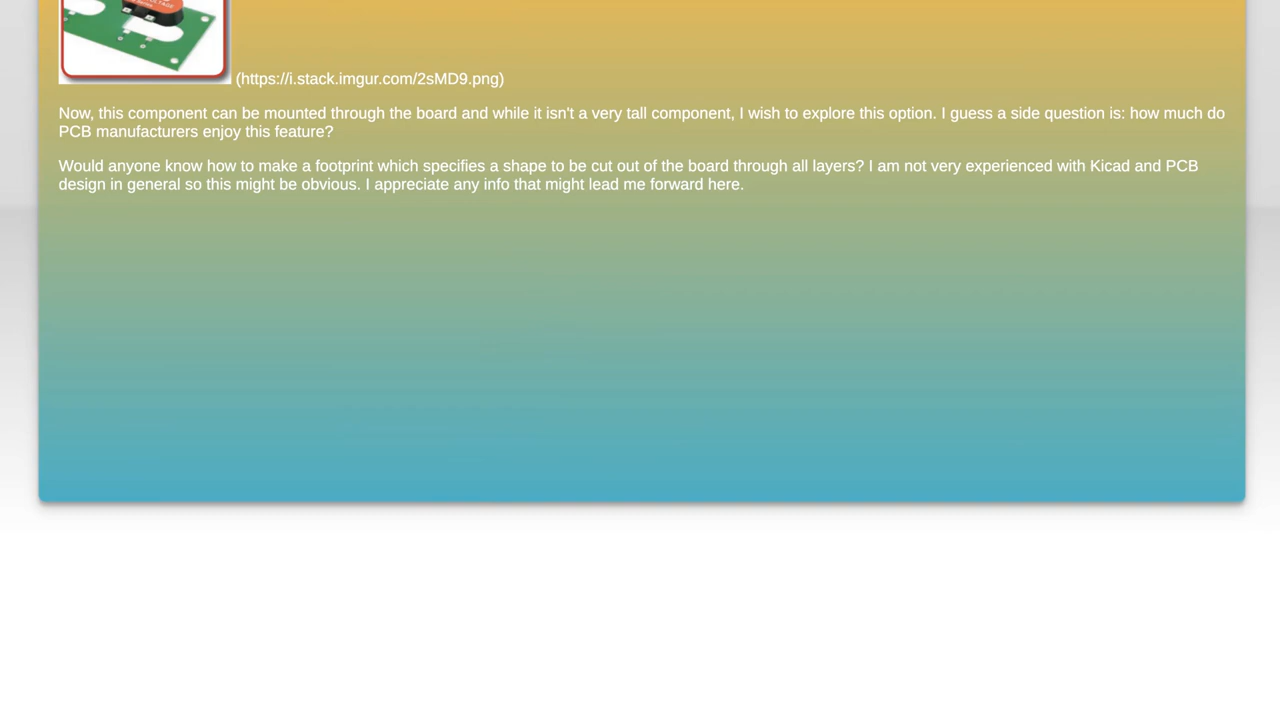 (https://i.stack.imgur.com/2sMD9.png)
Now, this component can be mounted through the board and while it isn't a very tall component, I wish to explore this option. I guess a side question is: how much do
PCB manufacturers enjoy this feature?
Would anyone know how to make a footprint which specifies a shape to be cut out of the board through all layers? I am not very experienced with Kicad and PCB
design in general so this might be obvious. I appreciate any info that might lead me forward here.